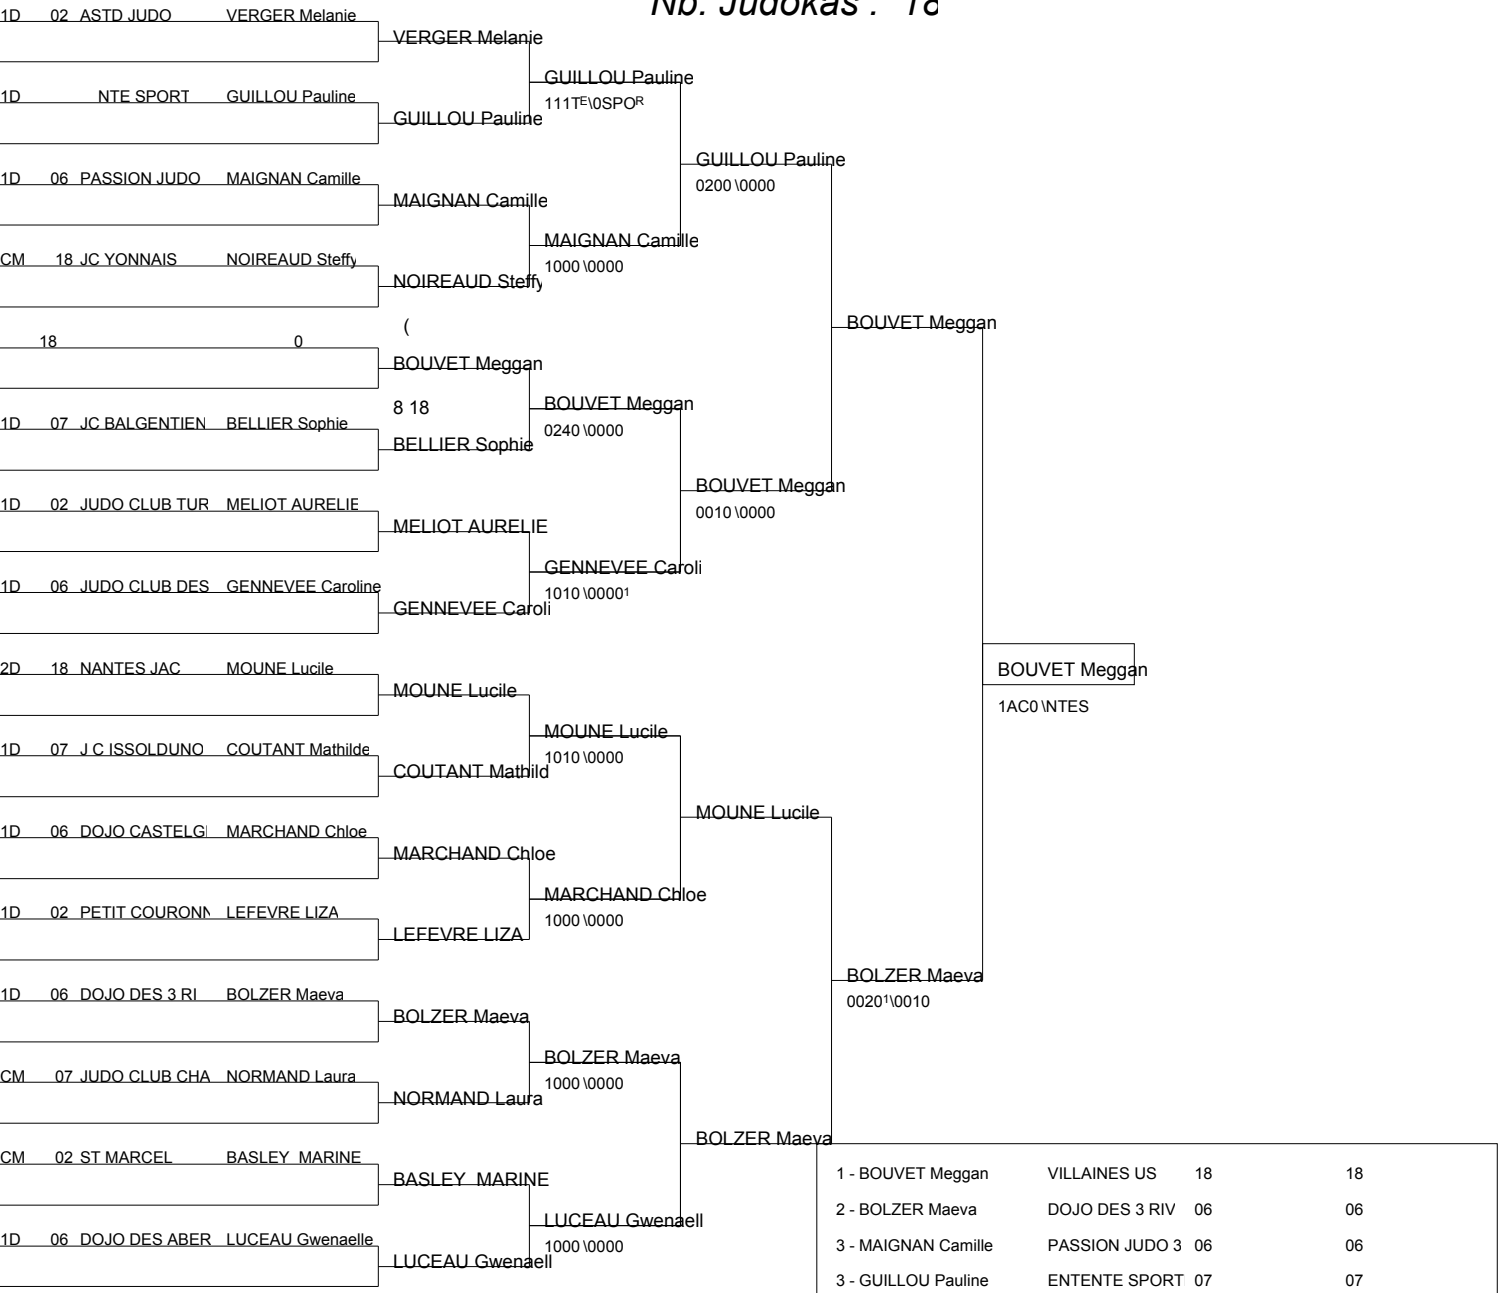 Nb. Judokas : 18
1D 02 ASTD JUDO VERGER Melanie
VERGER Melanie
GUILLOU Pauline
1D NTE SPORT GUILLOU Pauline
111TE\0SPOR
GUILLOU Pauline
GUILLOU Pauline
0200 \0000
1D 06 PASSION JUDO MAIGNAN Camille
MAIGNAN Camille
MAIGNAN Camille
1000 \0000
CM 18 JC YONNAIS NOIREAUD Steffy
NOIREAUD Steffy
BOUVET Meggan
18 0 (
BOUVET Meggan
8 18
BOUVET Meggan
0240 \0000
1D 07 JC BALGENTIEN BELLIER Sophie
BELLIER Sophie
BOUVET Meggan
0010 \0000
1D 02 JUDO CLUB TUR MELIOT AURELIE
MELIOT AURELIE
GENNEVEE Caroli
1010 \00001
1D 06 JUDO CLUB DES GENNEVEE Caroline
GENNEVEE Caroli
2D 18 NANTES JAC MOUNE Lucile
BOUVET Meggan
1AC0 \NTES
MOUNE Lucile
MOUNE Lucile
1010 \0000
1D 07 J C ISSOLDUNO COUTANT Mathilde
COUTANT Mathild
MOUNE Lucile
1D 06 DOJO CASTELG MARCHAND Chloe
MARCHAND Chloe
MARCHAND Chloe
1000 \0000
1D 02 PETIT COURONN LEFEVRE LIZA
LEFEVRE LIZA
BOLZER Maeva
00201\0010
1D 06 DOJO DES 3 RI BOLZER Maeva
BOLZER Maeva
BOLZER Maeva
1000 \0000
CM 07 JUDO CLUB CHA NORMAND Laura
NORMAND Laura
BOLZER Maeva
CM 02 ST MARCEL BASLEY MARINE
BASLEY MARINE
LUCEAU Gwenaell
1000 \0000
1D 06 DOJO DES ABER LUCEAU Gwenaelle
LUCEAU Gwenaell
1 - BOUVET Meggan VILLAINES US 18 18
2 - BOLZER Maeva DOJO DES 3 RIV 06 06
3 - MAIGNAN Camille PASSION JUDO 3 06 06
3 - GUILLOU Pauline ENTENTE SPORT 07 07